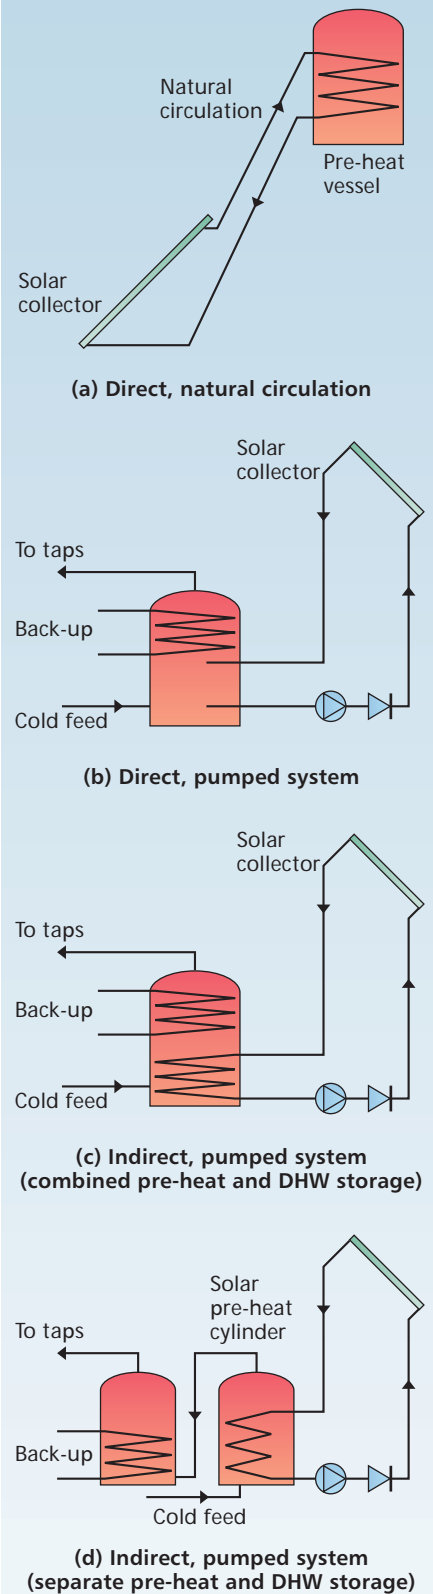 Natural
circulation
Pre-heat
vessel
Solar
collector
(a) Direct, natural circulation
Solar
collector
To taps
Back-up
Cold feed
(b) Direct, pumped system
Solar
collector
To taps
Back-up
Cold feed
(c) Indirect, pumped system
(combined pre-heat and DHW storage)
Solar
pre-heat
cylinder
To taps
Back-up
Cold feed
(d) Indirect, pumped system
(separate pre-heat and DHW storage)